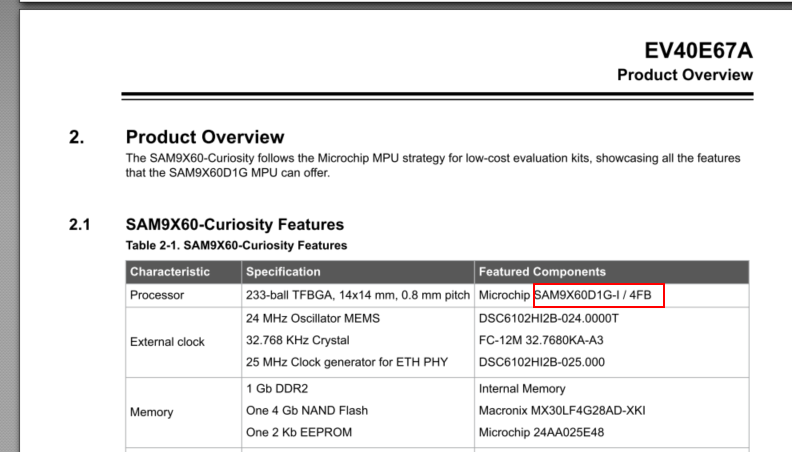 EV40E67A
Product Overview
2. Product Overview
The SAM9X60-Curiosity follows the Microchip MPU strategy for low-cost evaluation kits, showcasing all the features
that the SAM9X60D1G MPU can offer.
2.1 SAM9X60-Curiosity Features
Table 2-1. SAM9X60-Curiosity Features
Characteristic Specification Featured Components
Processor 233-ball TFBGA, 14x14 mm, 0.8 mm pitch Microchip SAM9X60D1G-I / 4FB
External clock
24 MHz Oscillator MEMS DSC6102HI2B-024.0000T
32.768 KHz Crystal FC-12M 32.7680KA-A3
25 MHz Clock generator for ETH PHY DSC6102HI2B-025.000
Memory
1 Gb DDR2 Internal Memory
One 4 Gb NAND Flash Macronix MX30LF4G28AD-XKI
One 2 Kb EEPROM Microchip 24AA025E48